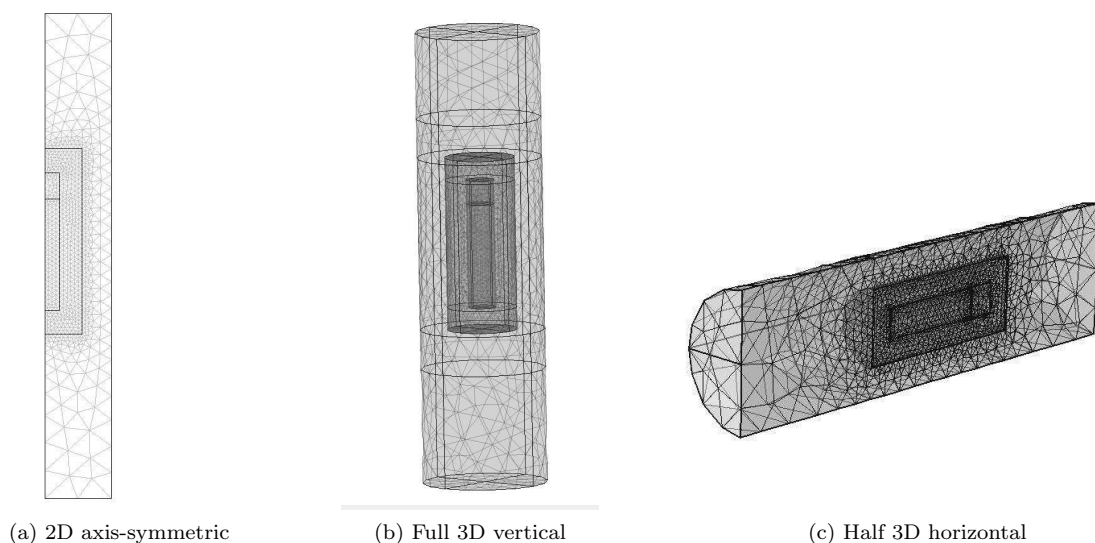 (a) 2D axis-symmetric
(b) Full 3D vertical
(c) Half 3D horizontal